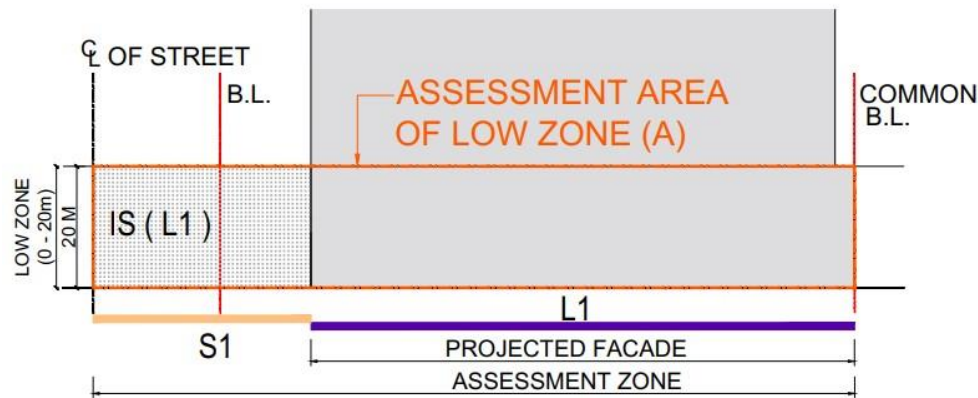 ℄ OF STREET
B.L.
ASSESSMENT AREA
OF LOW ZONE (A)
COMMON
B.L.
LOW ZONE
(0 - 20m)
20 M
IS ( L1 )
S1
L1
PROJECTED FACADE
ASSESSMENT ZONE